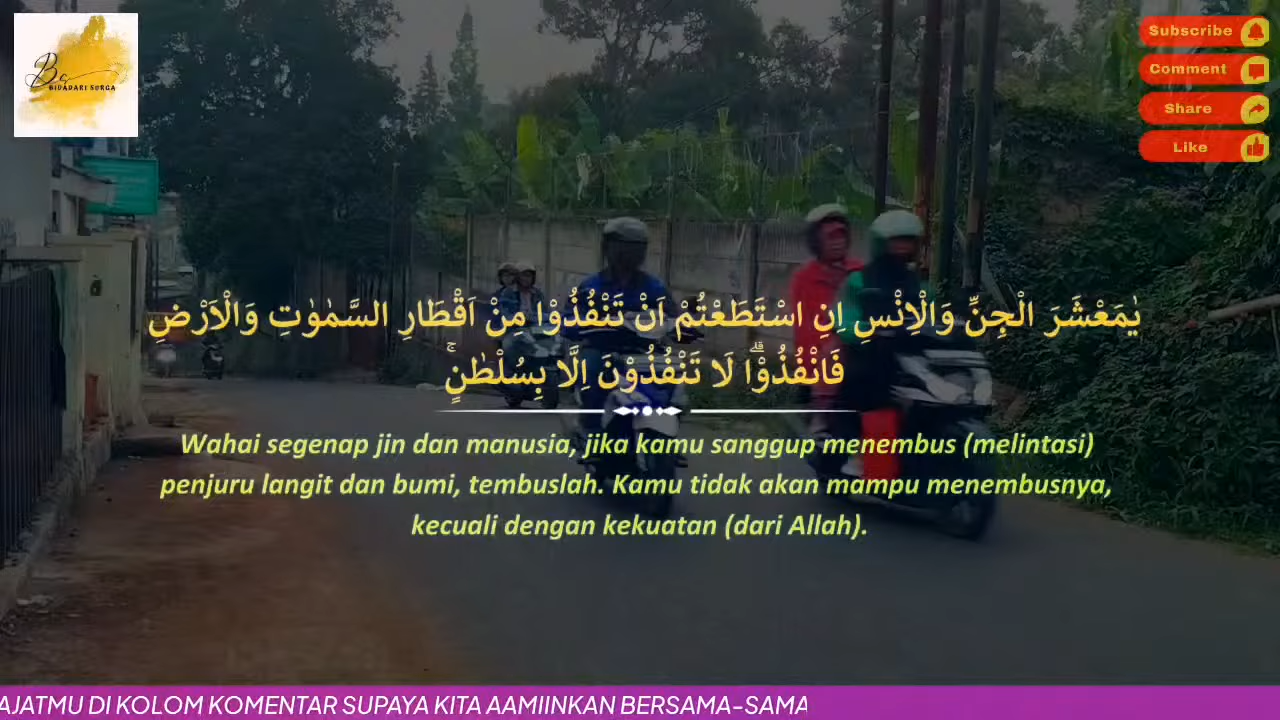 Bs
BIDADARI SURGA
Subscribe
Comment
Share
Like
يٰمَعْشَرَ الْجِنِّ وَالْاِنْسِ اِنِ اسْتَطَعْتُمْ اَنْ تَنْفُذُوْا مِنْ اَقْطَارِ السَّمٰوٰتِ وَالْاَرْضِ
فَانْفُذُوْاۗ لَا تَنْفُذُوْنَ اِلَّا بِسُلْطٰنٍۚ
Wahai segenap jin dan manusia, jika kamu sanggup menembus (melintasi)
penjuru langit dan bumi, tembuslah. Kamu tidak akan mampu menembusnya,
kecuali dengan kekuatan (dari Allah).
AJATMU DI KOLOM KOMENTAR SUPAYA KITA AAMIINKAN BERSAMA-SAMA